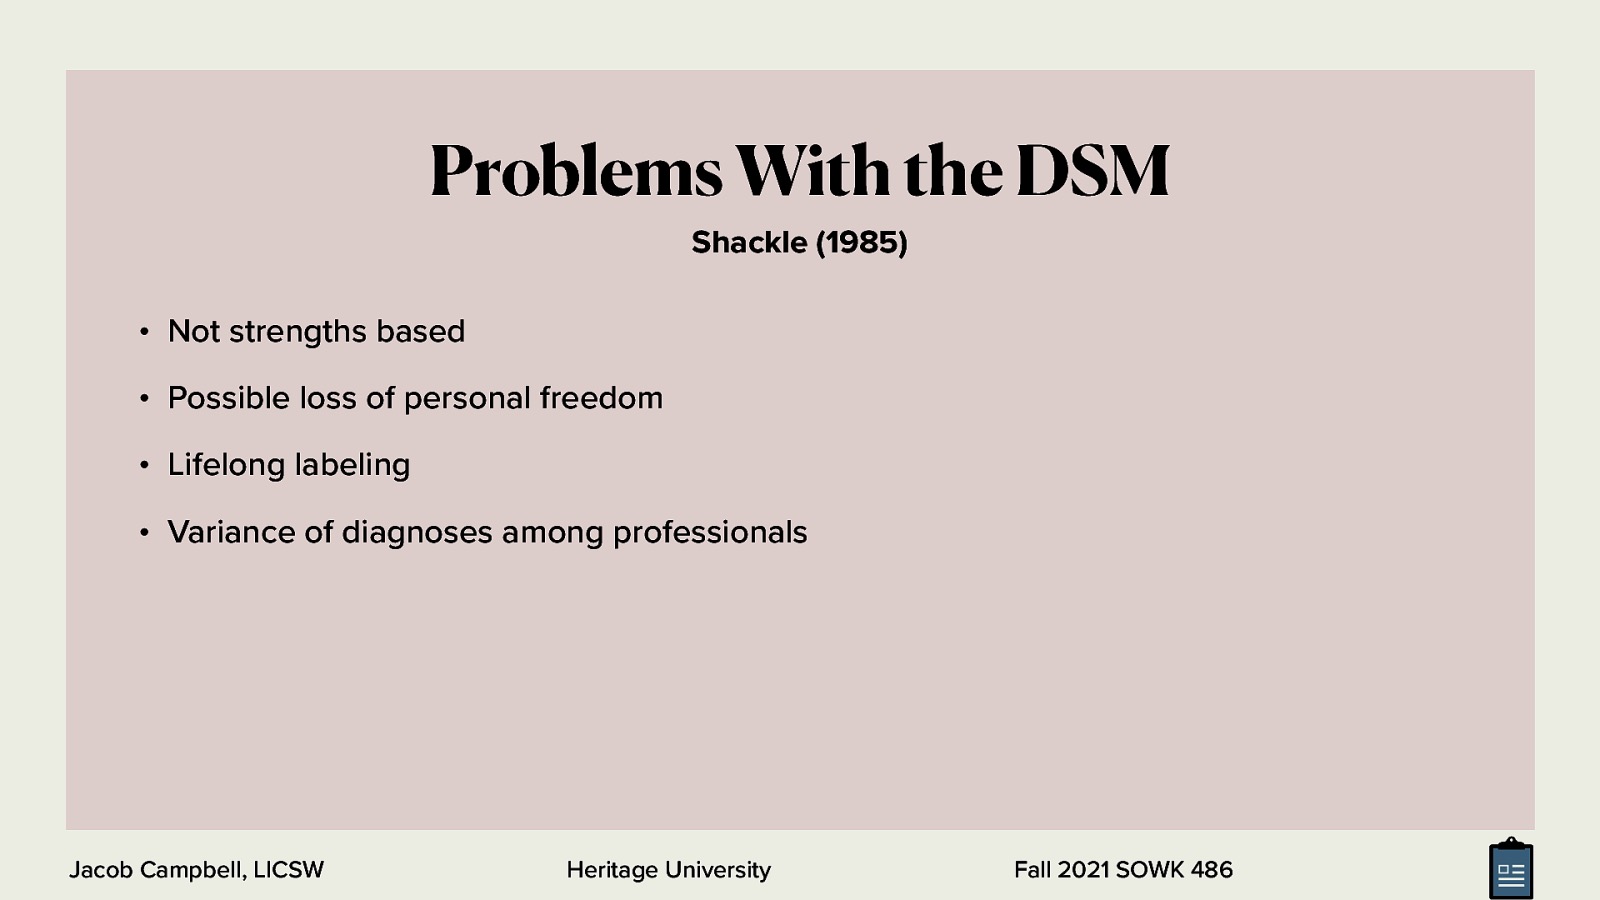 Problems With the DSM
Shackle (1985)
• Not strengths based
• Possible loss of personal freedom
• Lifelong labeling
• Variance of diagnoses among professionals
Jacob Campbell, LICSW
Heritage University
Fall 2021 SOWK 486